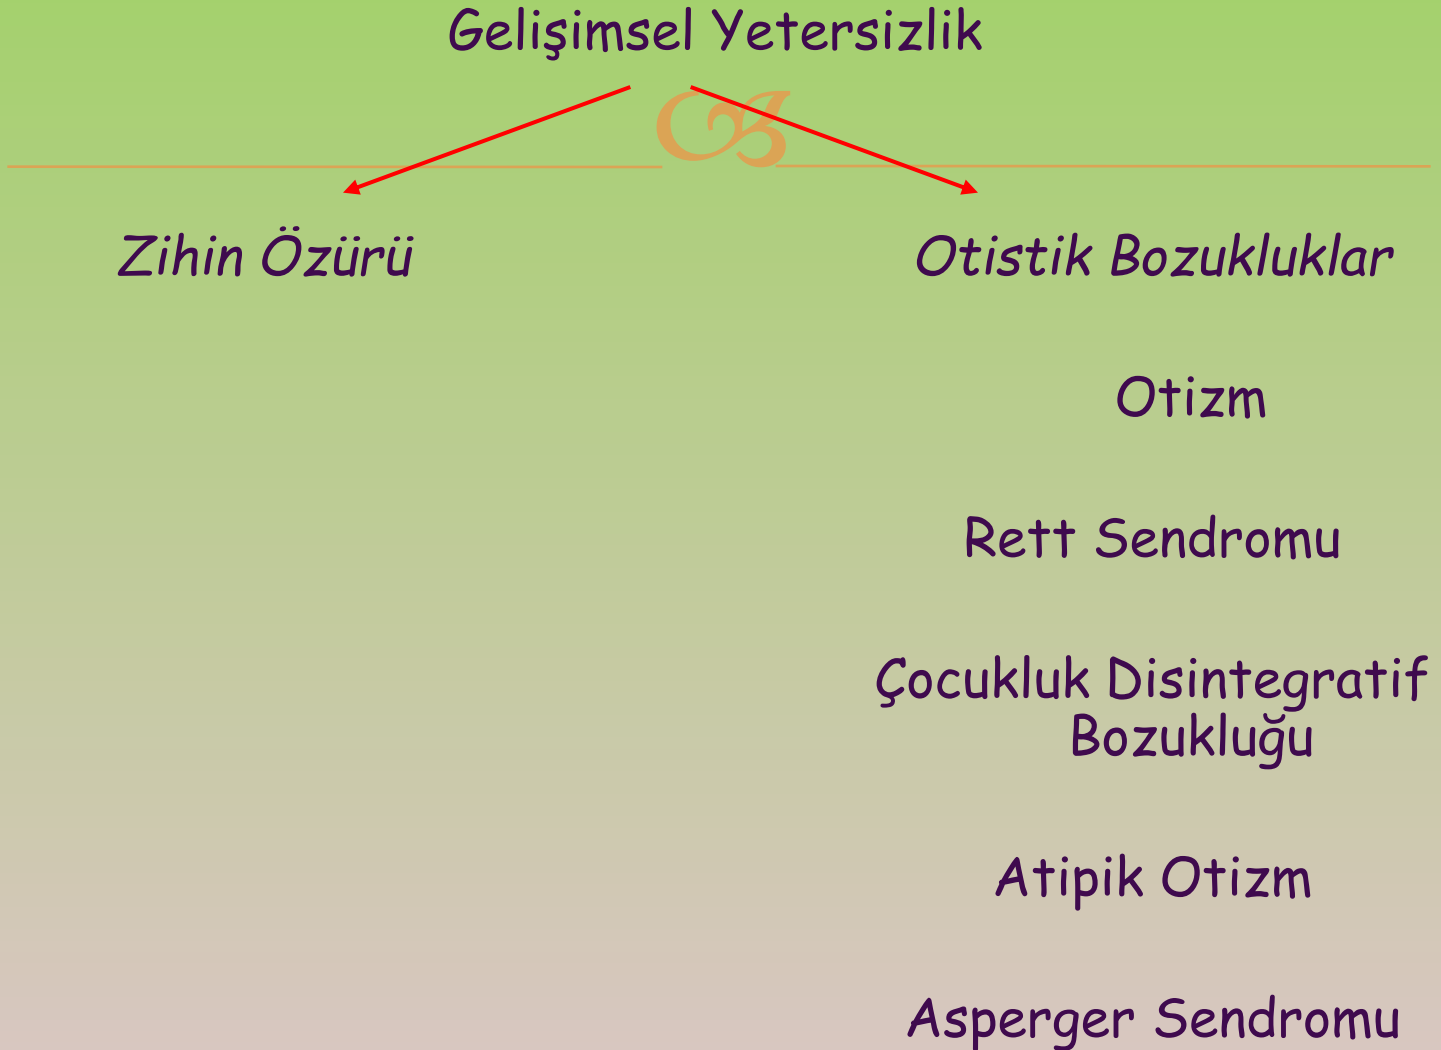 Gelişimsel Yetersizlik
Zihin Özürü
Otistik Bozukluklar
Otizm
Rett Sendromu
Çocukluk Disintegratif
Bozukluğu
Atipik Otizm
Asperger Sendromu